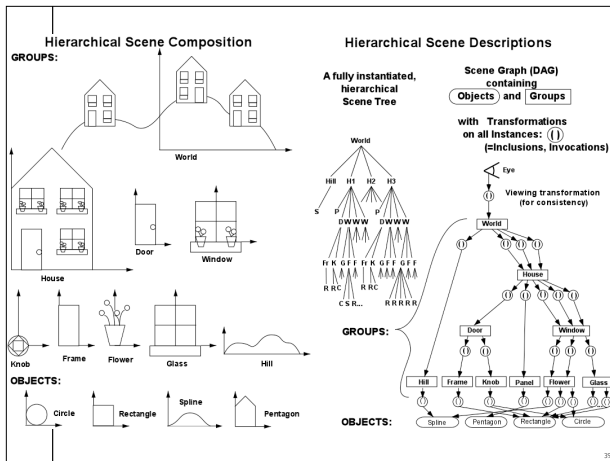 Hierarchical Scene Composition
GROUPS:
World
House
Door
Window
Knob
Frame
Flower
Glass
Hill
OBJECTS:
Circle
Rectangle
Spline
Pentagon
Hierarchical Scene Descriptions
A fully instantiated,
hierarchical
Scene Tree
Scene Graph (DAG)
containing
Objects and Groups
with Transformations
on all Instances: ( )
(=Inclusions, Invocations)
World
Hill H1 H2 H3
S P P
D W W W D W W W
Fr K G F F Fr K G F F G F F
R R C R R C R R R R R
C S R...
Eye
( )
Viewing transformation
(for consistency)
World
( ) ( ) ( ) ( )
House
( ) ( ) ( ) ( ) ( )
Door
Window
( ) ( ) ( ) ( ) ( )
GROUPS:
Hill Frame Knob Panel Flower Glass
( ) ( ) ( ) ( ) ( ) ( ) ( )
OBJECTS:
Spline Pentagon Rectangle Circle